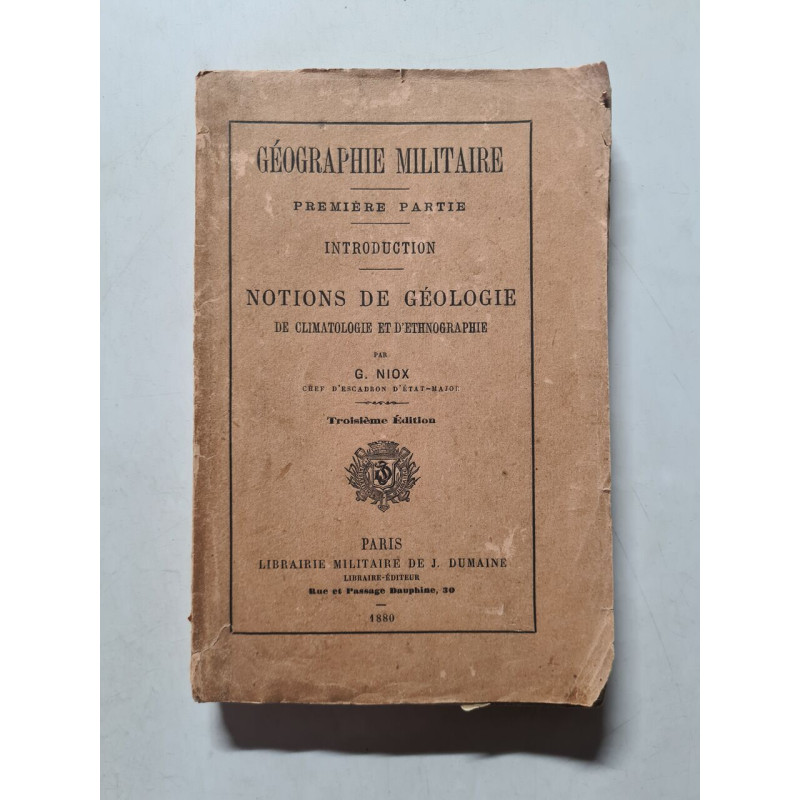 GÉOGRAPHIE MILITAIRE
PREMIÈRE PARTIE
INTRODUCTION
NOTIONS DE GÉOLOGIE
DE CLIMATOLOGIE ET D'ETHNOGRAPHIE
PAR
G. NIOX
CHEF D'ESCADRON D'ÉTAT-MAJOR
Troisième Édition
PARIS
LIBRAIRIE MILITAIRE DE J. DUMAINE
LIBRAIRE-ÉDITEUR
Rue et Passage Dauphine, 30
1880